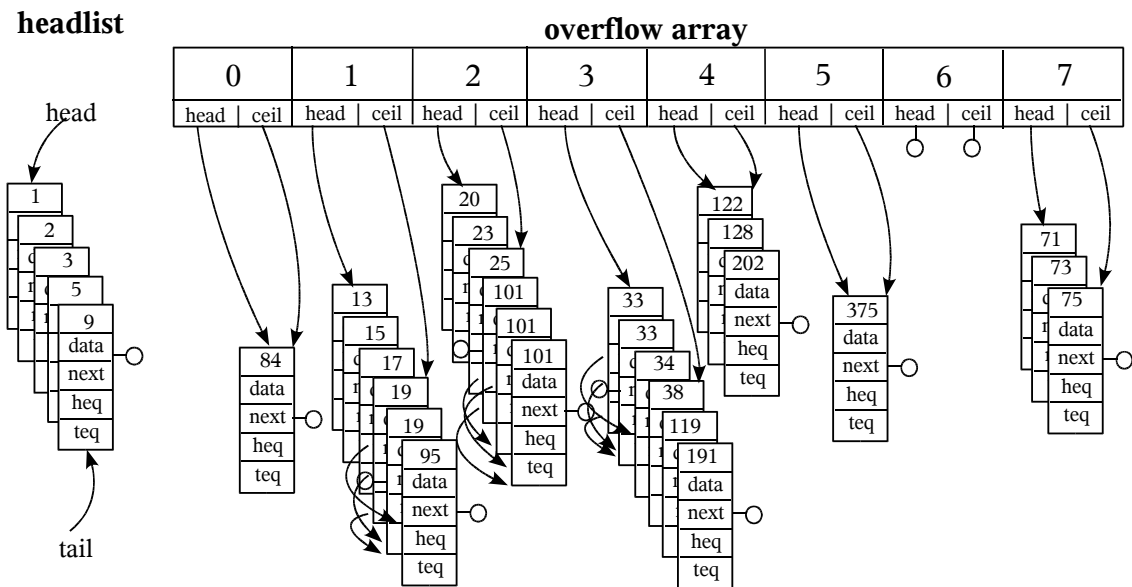 headlist
overflow array
0 1 2 3 4 5 6 7
head ceil head ceil head ceil head ceil head ceil head ceil head ceil head ceil
head
1
2
3
5
9
data
next
heq
teq
tail
84
data
next
heq
teq
13
15
17
19
19
95
data
next
heq
teq
20
23
25
101
101
101
data
next
heq
teq
33
33
34
38
119
191
data
next
heq
teq
122
128
202
data
next
heq
teq
375
data
next
heq
teq
71
73
75
data
next
heq
teq